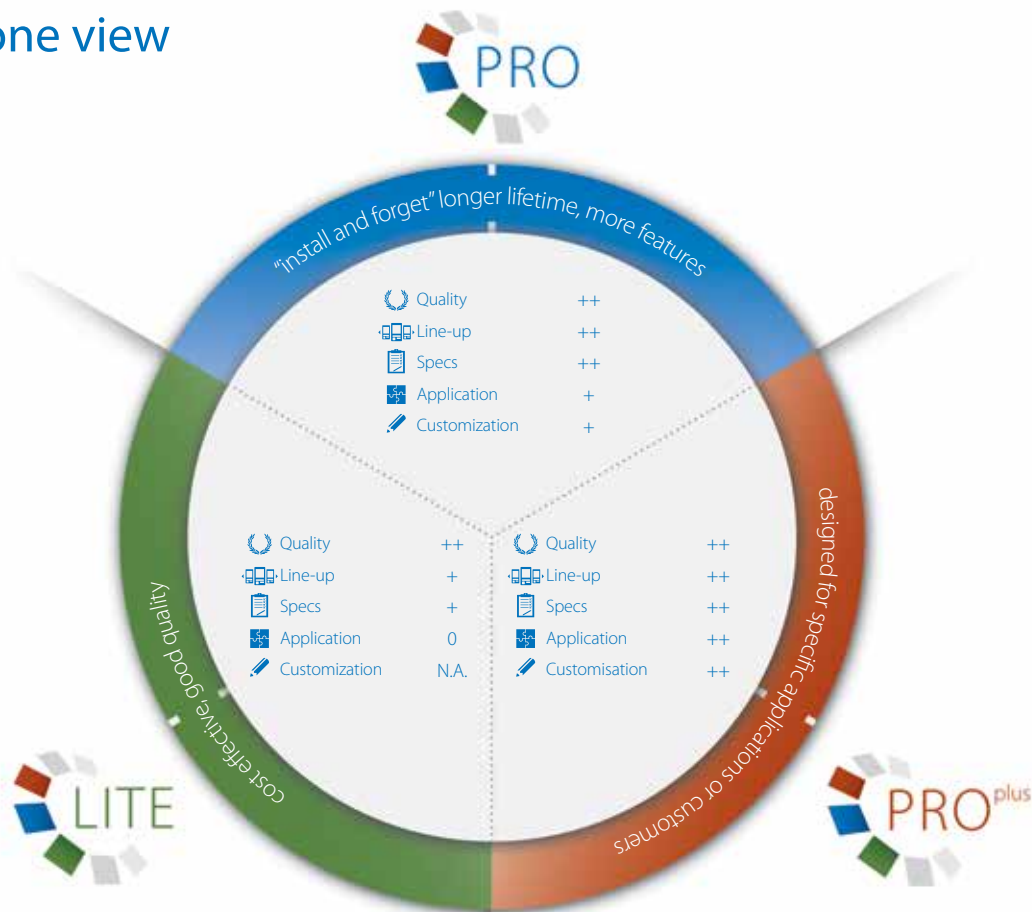 one view
PRO
"install and forget" longer lifetime, more features
Quality ++
Line-up ++
Specs ++
Application +
Customization +
Quality ++
Line-up +
Specs +
Application 0
Customization N.A.
Quality ++
Line-up ++
Specs ++
Application ++
Customisation ++
cost effective, good quality
designed for specific applications or customers
LITE
PRO plus